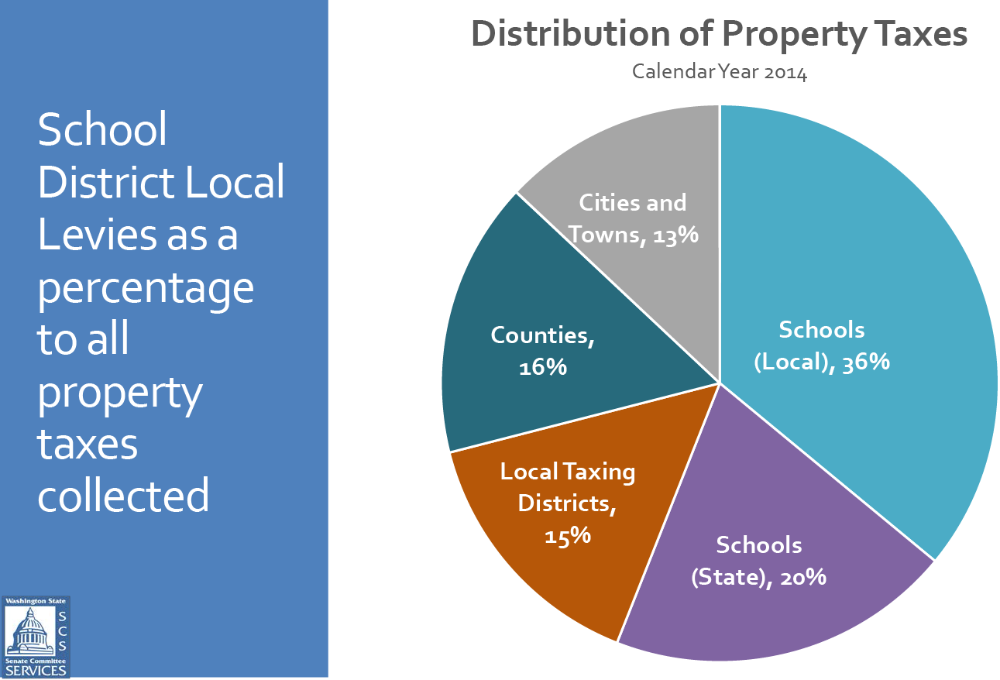 School
District Local
Levies as a
percentage
to all
property
taxes
collected
Washington State
S
C
S
Senate Committee
SERVICES
Distribution of Property Taxes
Calendar Year 2014
Cities and
Towns, 13%
Schools
(Local), 36%
Counties,
16%
Local Taxing
Districts,
15%
Schools
(State), 20%